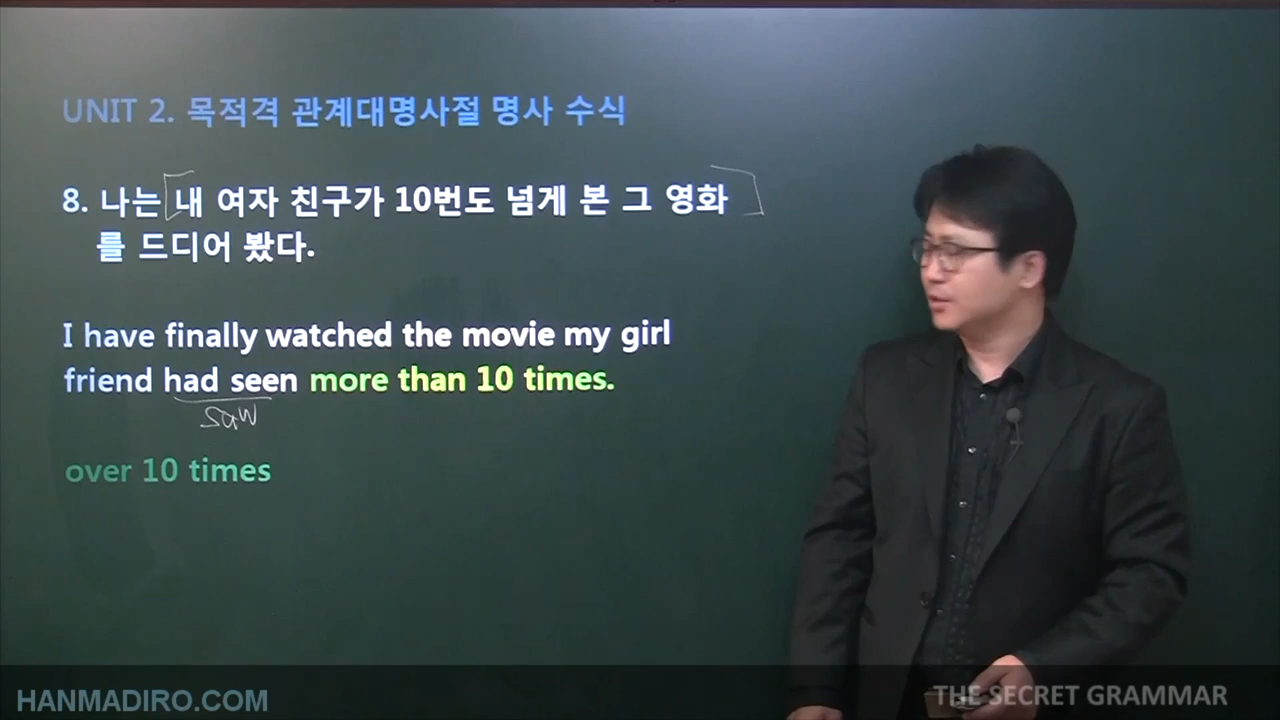 UNIT 2. 목적격 관계대명사절 명사 수식
8. 나는 내 여자 친구가 10번도 넘게 본 그 영화
를 드디어 봤다.
I have finally watched the movie my girl
friend had seen more than 10 times.
saw
over 10 times
HANMADIRO.COM
THE SECRET GRAMMAR